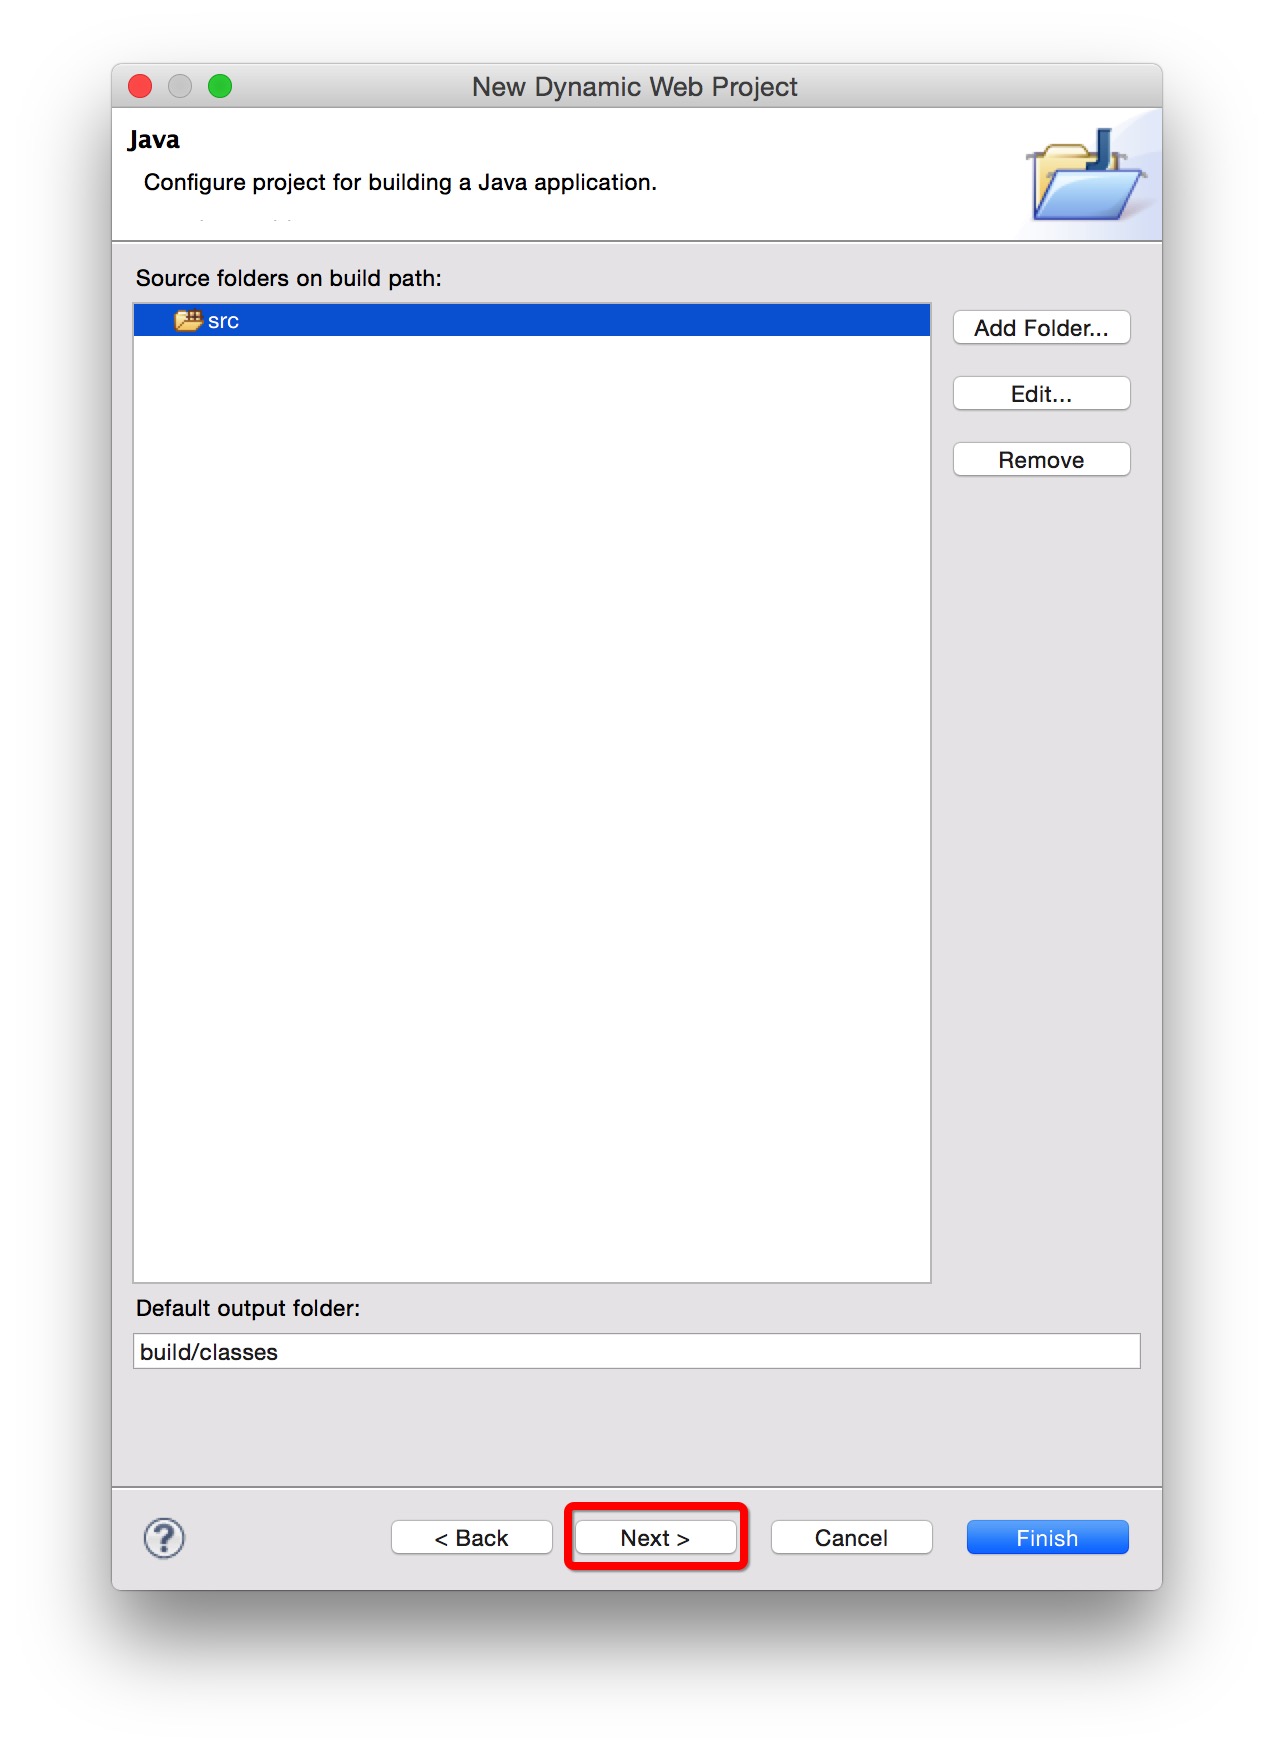 New Dynamic Web Project
Java
Configure project for building a Java application.
Source folders on build path:
src
Add Folder...
Edit...
Remove
Default output folder:
build/classes
?
< Back
Next >
Cancel
Finish